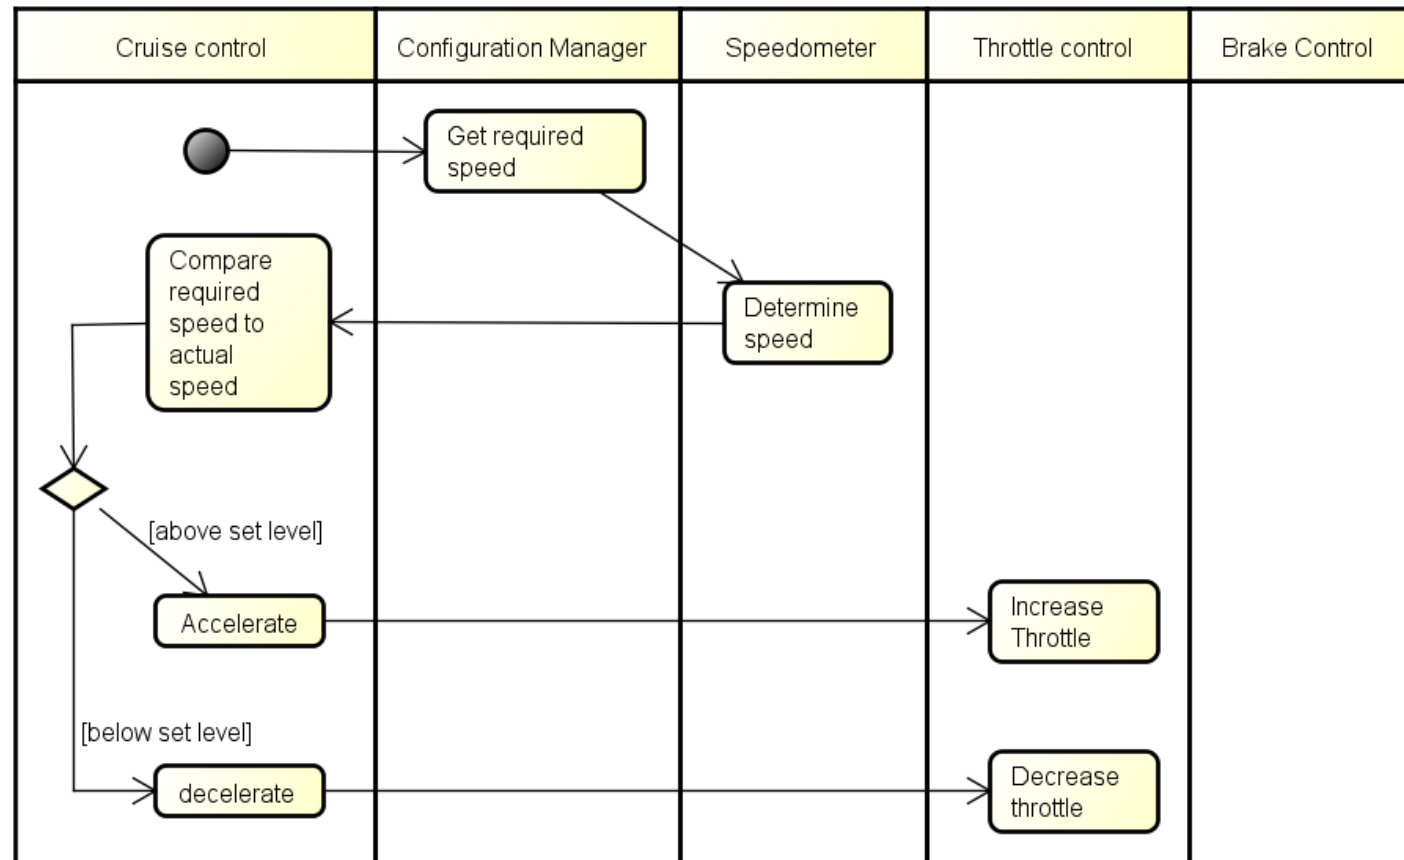 Cruise control
Configuration Manager
Speedometer
Throttle control
Brake Control
Get required
speed
Compare
required
speed to
actual
speed
Determine
speed
[above set level]
Accelerate
Increase
Throttle
[below set level]
decelerate
Decrease
throttle